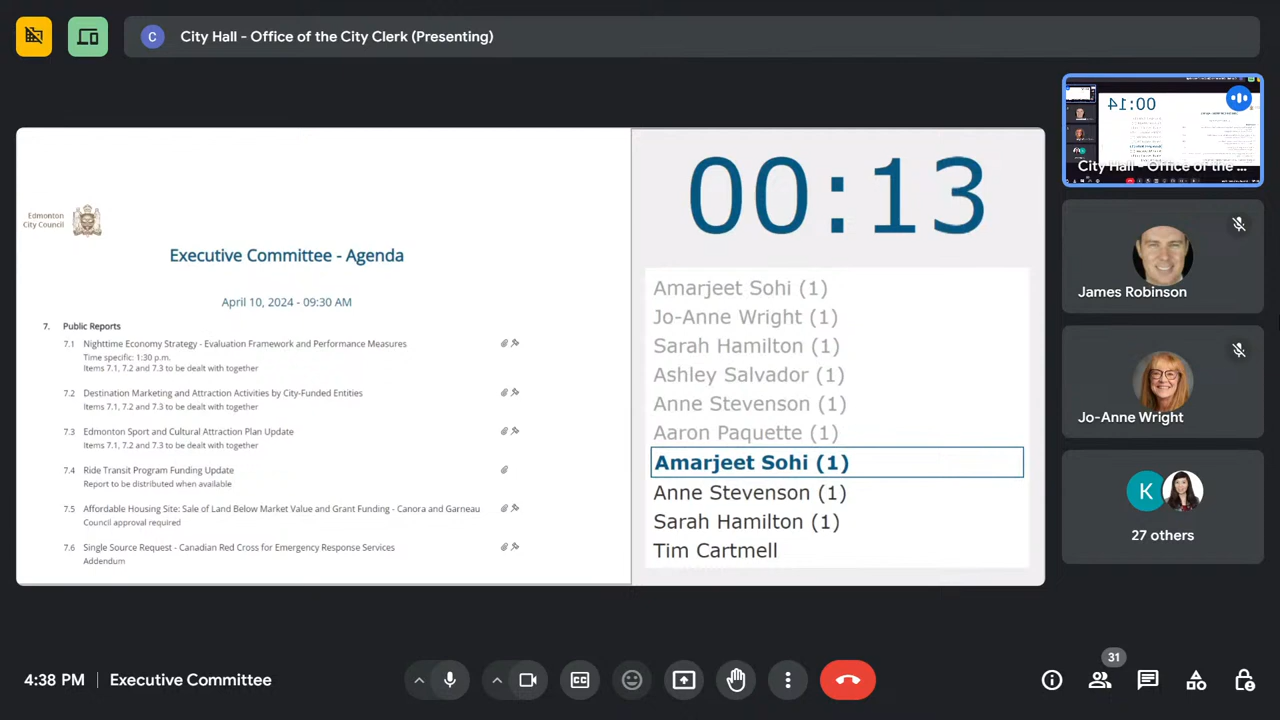 C City Hall - Office of the City Clerk (Presenting)
Edmonton
City Council
Executive Committee - Agenda
April 10, 2024 - 09:30 AM
7. Public Reports
7.1 Nighttime Economy Strategy - Evaluation Framework and Performance Measures
Time specific: 1:30 p.m.
Items 7.1, 7.2 and 7.3 to be dealt with together
7.2 Destination Marketing and Attraction Activities by City-Funded Entities
Items 7.1, 7.2 and 7.3 to be dealt with together
7.3 Edmonton Sport and Cultural Attraction Plan Update
Items 7.1, 7.2 and 7.3 to be dealt with together
7.4 Ride Transit Program Funding Update
Report to be distributed when available
7.5 Affordable Housing Site: Sale of Land Below Market Value and Grant Funding - Canora and Garneau
Council approval required
7.6 Single Source Request - Canadian Red Cross for Emergency Response Services
Addendum
00:13
Amarjeet Sohi (1)
Jo-Anne Wright (1)
Sarah Hamilton (1)
Ashley Salvador (1)
Anne Stevenson (1)
Aaron Paquette (1)
Amarjeet Sohi (1)
Anne Stevenson (1)
Sarah Hamilton (1)
Tim Cartmell
00:14
City Hall - Office of the ...
James Robinson
Jo-Anne Wright
K
27 others
4:38 PM | Executive Committee
CC
31